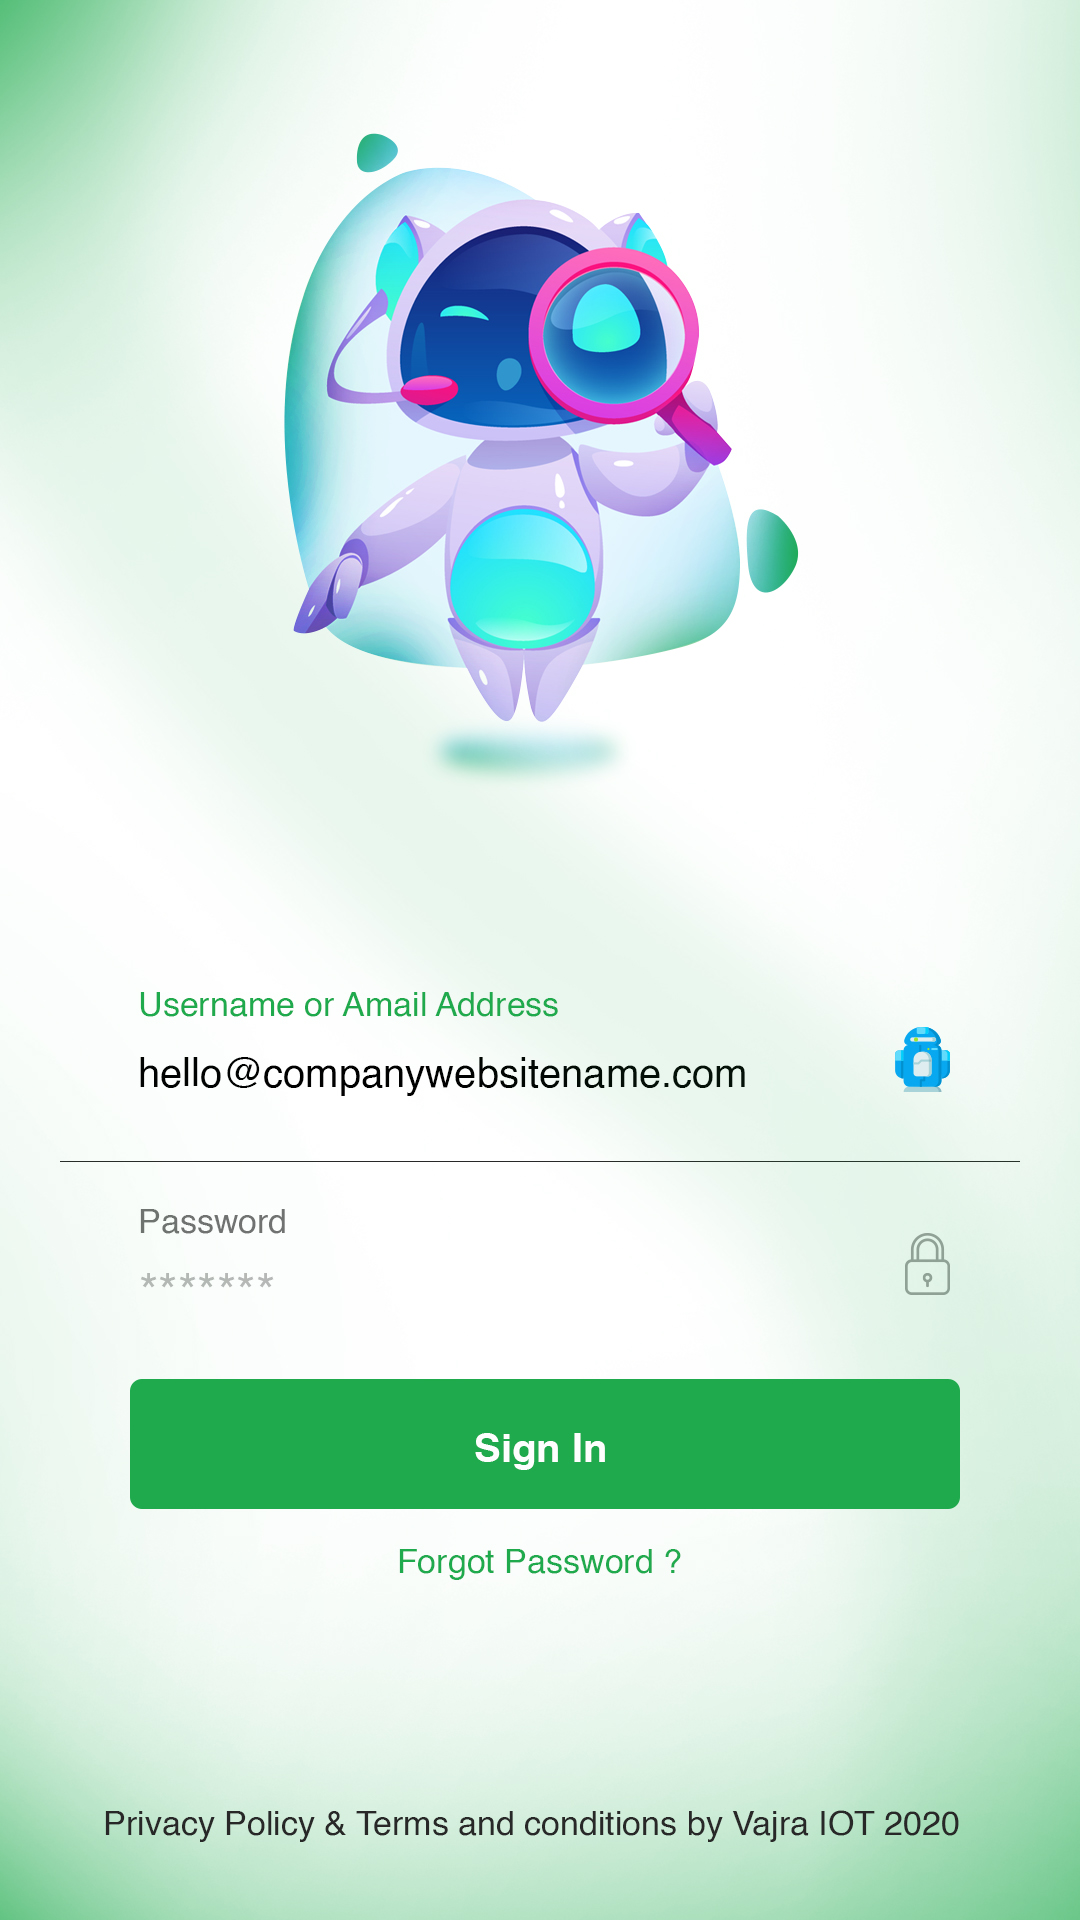 Username or Amail Address
hello@companywebsitename.com
Password
*******
Sign In
Forgot Password ?
Privacy Policy & Terms and conditions by Vajra IOT 2020